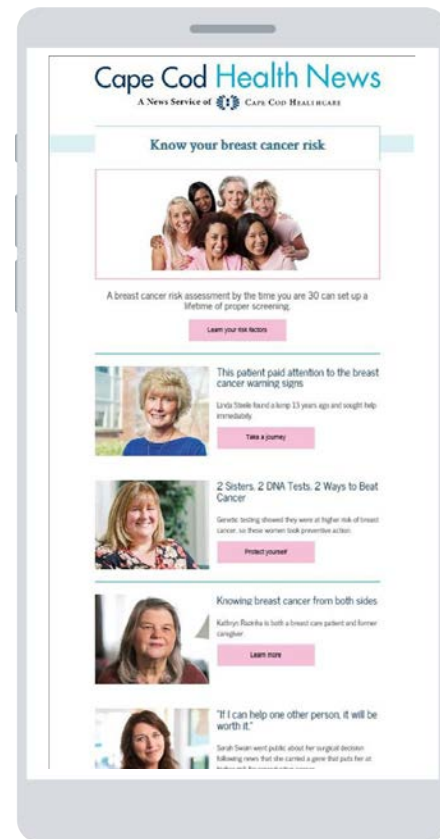 Cape Cod Health News
A News Service of CAPE COD HEALTHCARE
Know your breast cancer risk
A breast cancer risk assessment by the time you are 30 can set up a
lifetime of proper screening.
Learn your risk factors
This patient paid attention to the breast
cancer warning signs
Linda Steele found a lump 13 years ago and sought help
immediately.
Take a journey
2 Sisters, 2 DNA Tests, 2 Ways to Beat
Cancer
Genetic testing showed they were at higher risk of breast
cancer, so these women took preventive action.
Protect yourself
Knowing breast cancer from both sides
Kathryn is both a breast care patient and former
caregiver.
Learn more
"If I can help one other person, it will be
worth it."
Sarah Swain went public about her surgical decision
following news that she carried a gene that puts her at